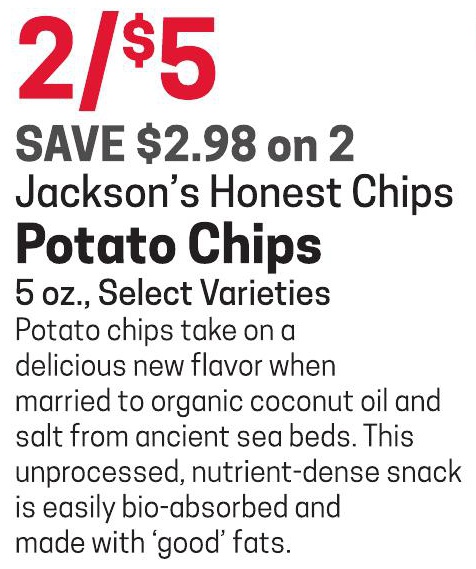 2/$5
SAVE $2.98 on 2
Jackson’s Honest Chips
Potato Chips
5 oz., Select Varieties
Potato chips take on a
delicious new flavor when
married to organic coconut oil and
salt from ancient sea beds. This
unprocessed, nutrient-dense snack
is easily bio-absorbed and
made with ‘good’ fats.